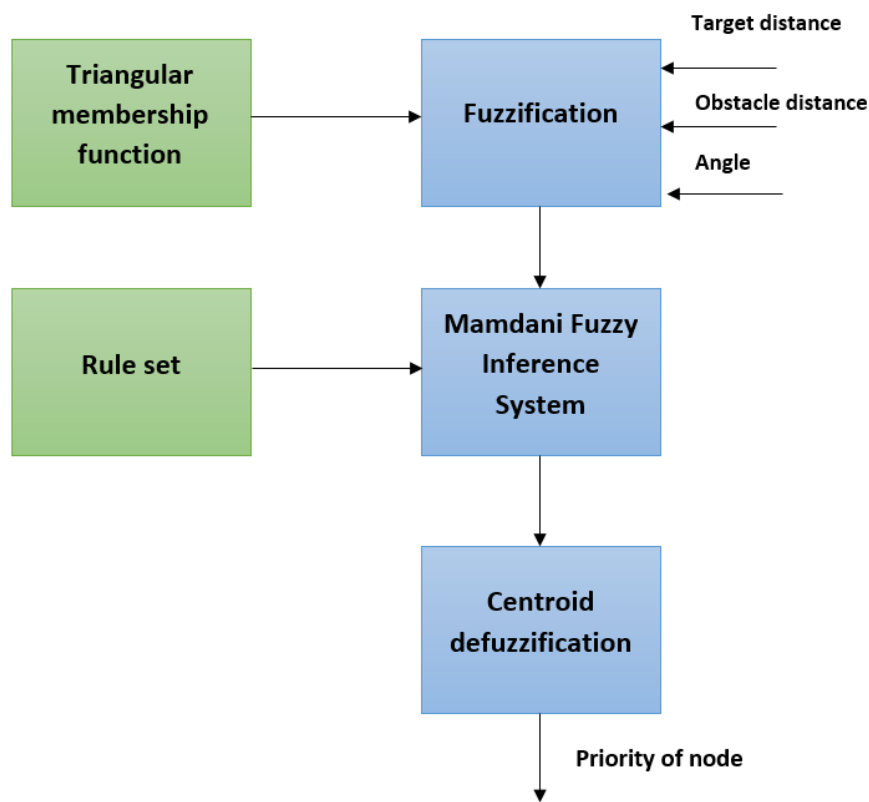 Target distance
Triangular
membership
function
Fuzzification
Obstacle distance
Angle
Rule set
Mamdani Fuzzy
Inference
System
Centroid
defuzzification
Priority of node